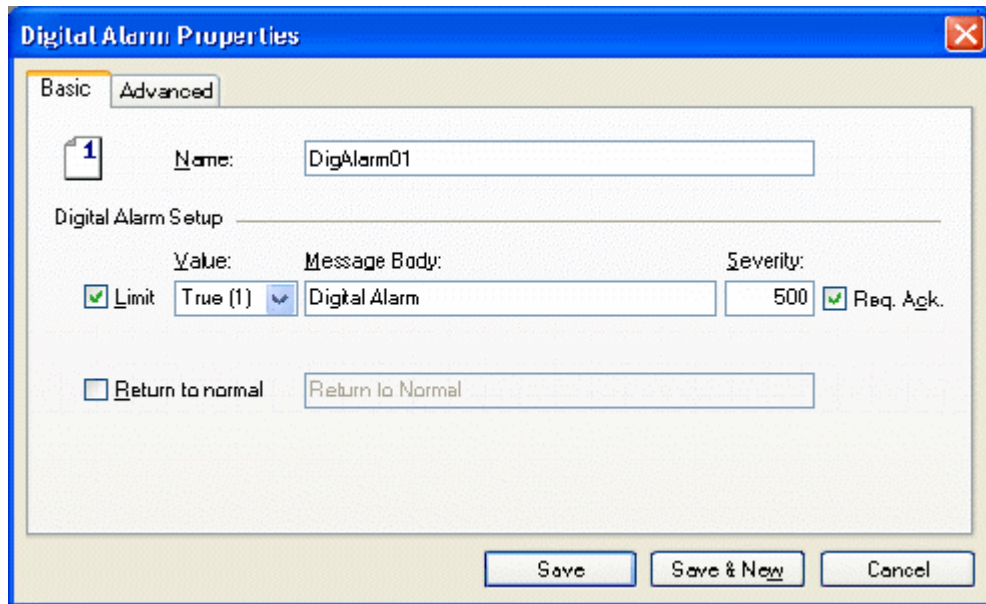 Digital Alarm Properties
Basic Advanced
1
Name: DigAlarm01
Digital Alarm Setup
Value: Message Body: Severity:
Limit True (1) Digital Alarm 500 Req. Ack.
Return to normal Return to Normal
Save Save & New Cancel